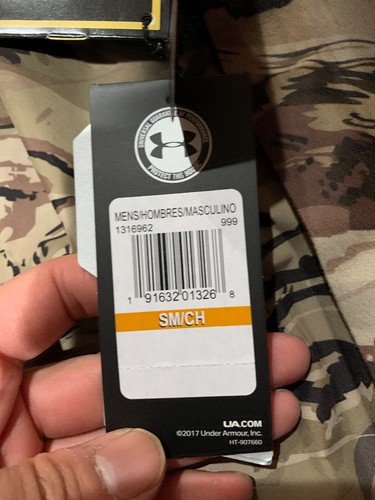 PROTECT THIS HOUSE
MENS/HOMBRES/MASCULINO
1316962 999
1 91632 01326 8
SM/CH
UA.COM
©2017 Under Armour, Inc.
HT-907660